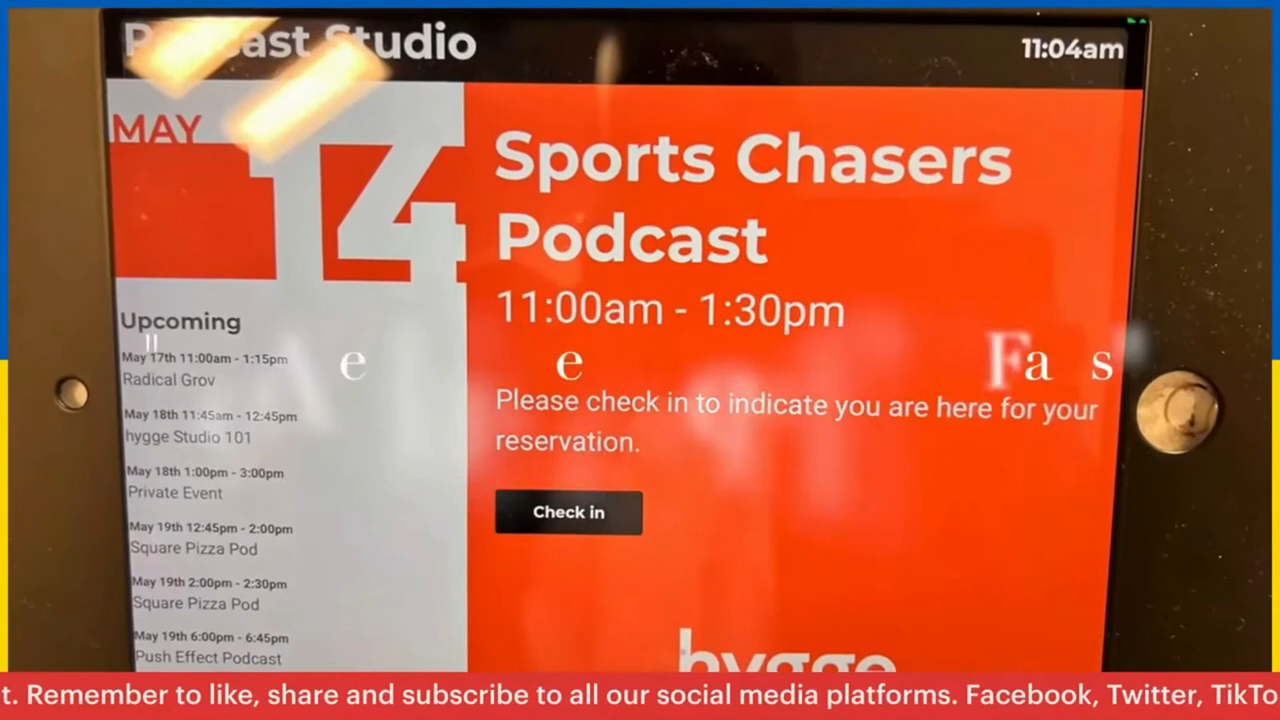 Podcast Studio
11:04am
MAY
14
Sports Chasers
Podcast
11:00am - 1:30pm
Please check in to indicate you are here for your
reservation.
Check in
hygge
Upcoming
May 17th 11:00am - 1:15pm
Radical Grov
May 18th 11:45am - 12:45pm
hygge Studio 101
May 18th 1:00pm - 3:00pm
Private Event
May 19th 12:45pm - 2:00pm
Square Pizza Pod
May 19th 2:00pm - 2:30pm
Square Pizza Pod
May 19th 6:00pm - 6:45pm
Push Effect Podcast
e e Fa s
t. Remember to like, share and subscribe to all our social media platforms. Facebook, Twitter, TikTo